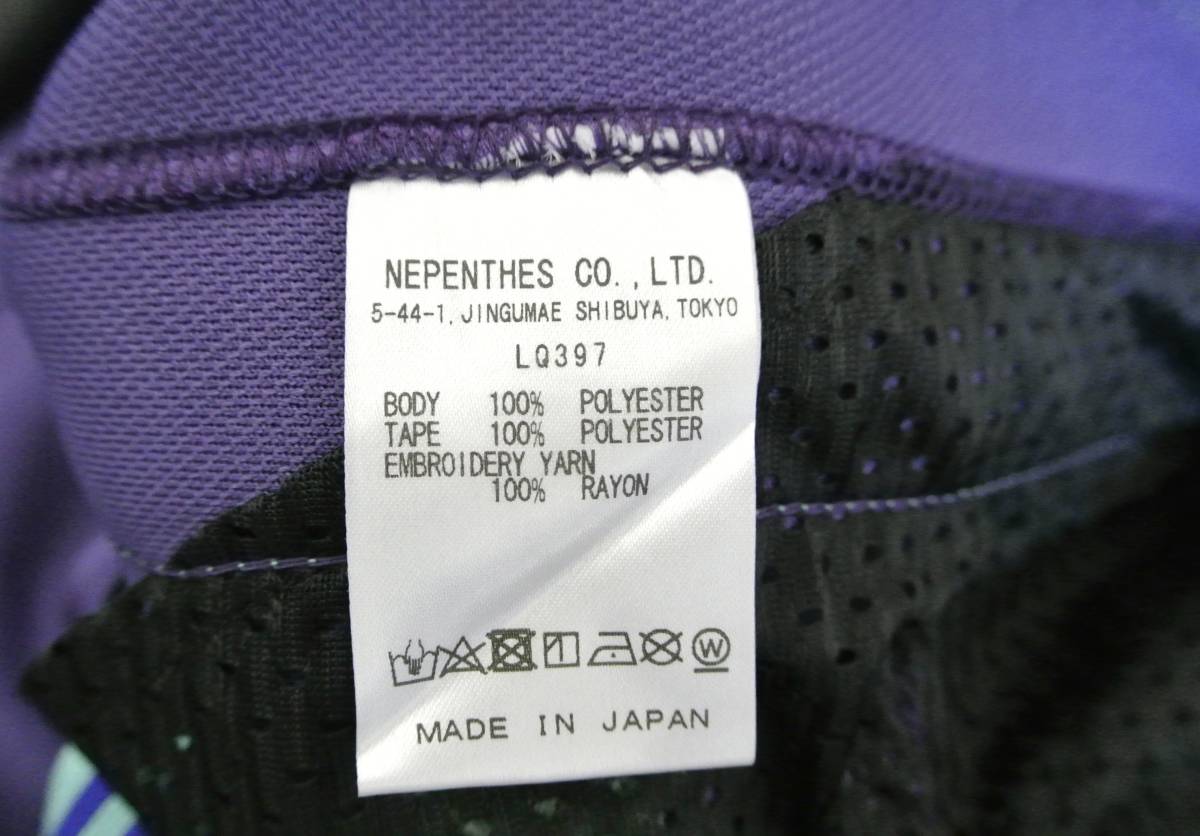 NEPENTHES CO.,LTD.
5-44-1, JINGUMAE SHIBUYA, TOKYO
LQ397
BODY 100% POLYESTER
TAPE 100% POLYESTER
EMBROIDERY YARN
100% RAYON
W
MADE IN JAPAN